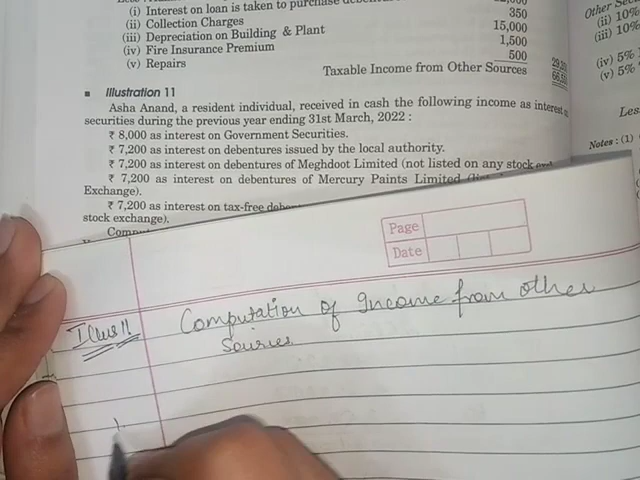 (i) Interest on loan is taken to purchase
(ii) Collection Charges 350
(iii) Depreciation on Building & Plant 15,000
(iv) Fire Insurance Premium 1,500
(v) Repairs 500
Taxable Income from Other Sources
Illustration 11
Asha Anand, a resident individual, received in cash the following income as interest
securities during the previous year ending 31st March, 2022 :
₹ 8,000 as interest on Government Securities.
₹ 7,200 as interest on debentures issued by the local authority.
₹ 7,200 as interest on debentures of Meghdoot Limited (not listed on any stock
₹ 7,200 as interest on debentures of Mercury Paints Limited
Exchange).
₹ 7,200 as interest on tax-free
stock exchange).
Other
(ii) 10%
(iii) 10%
(iv) 5%
(v) 5%
Les
Notes : (1)
Page
Date
Illus 11
Computation of Income from other
Sources